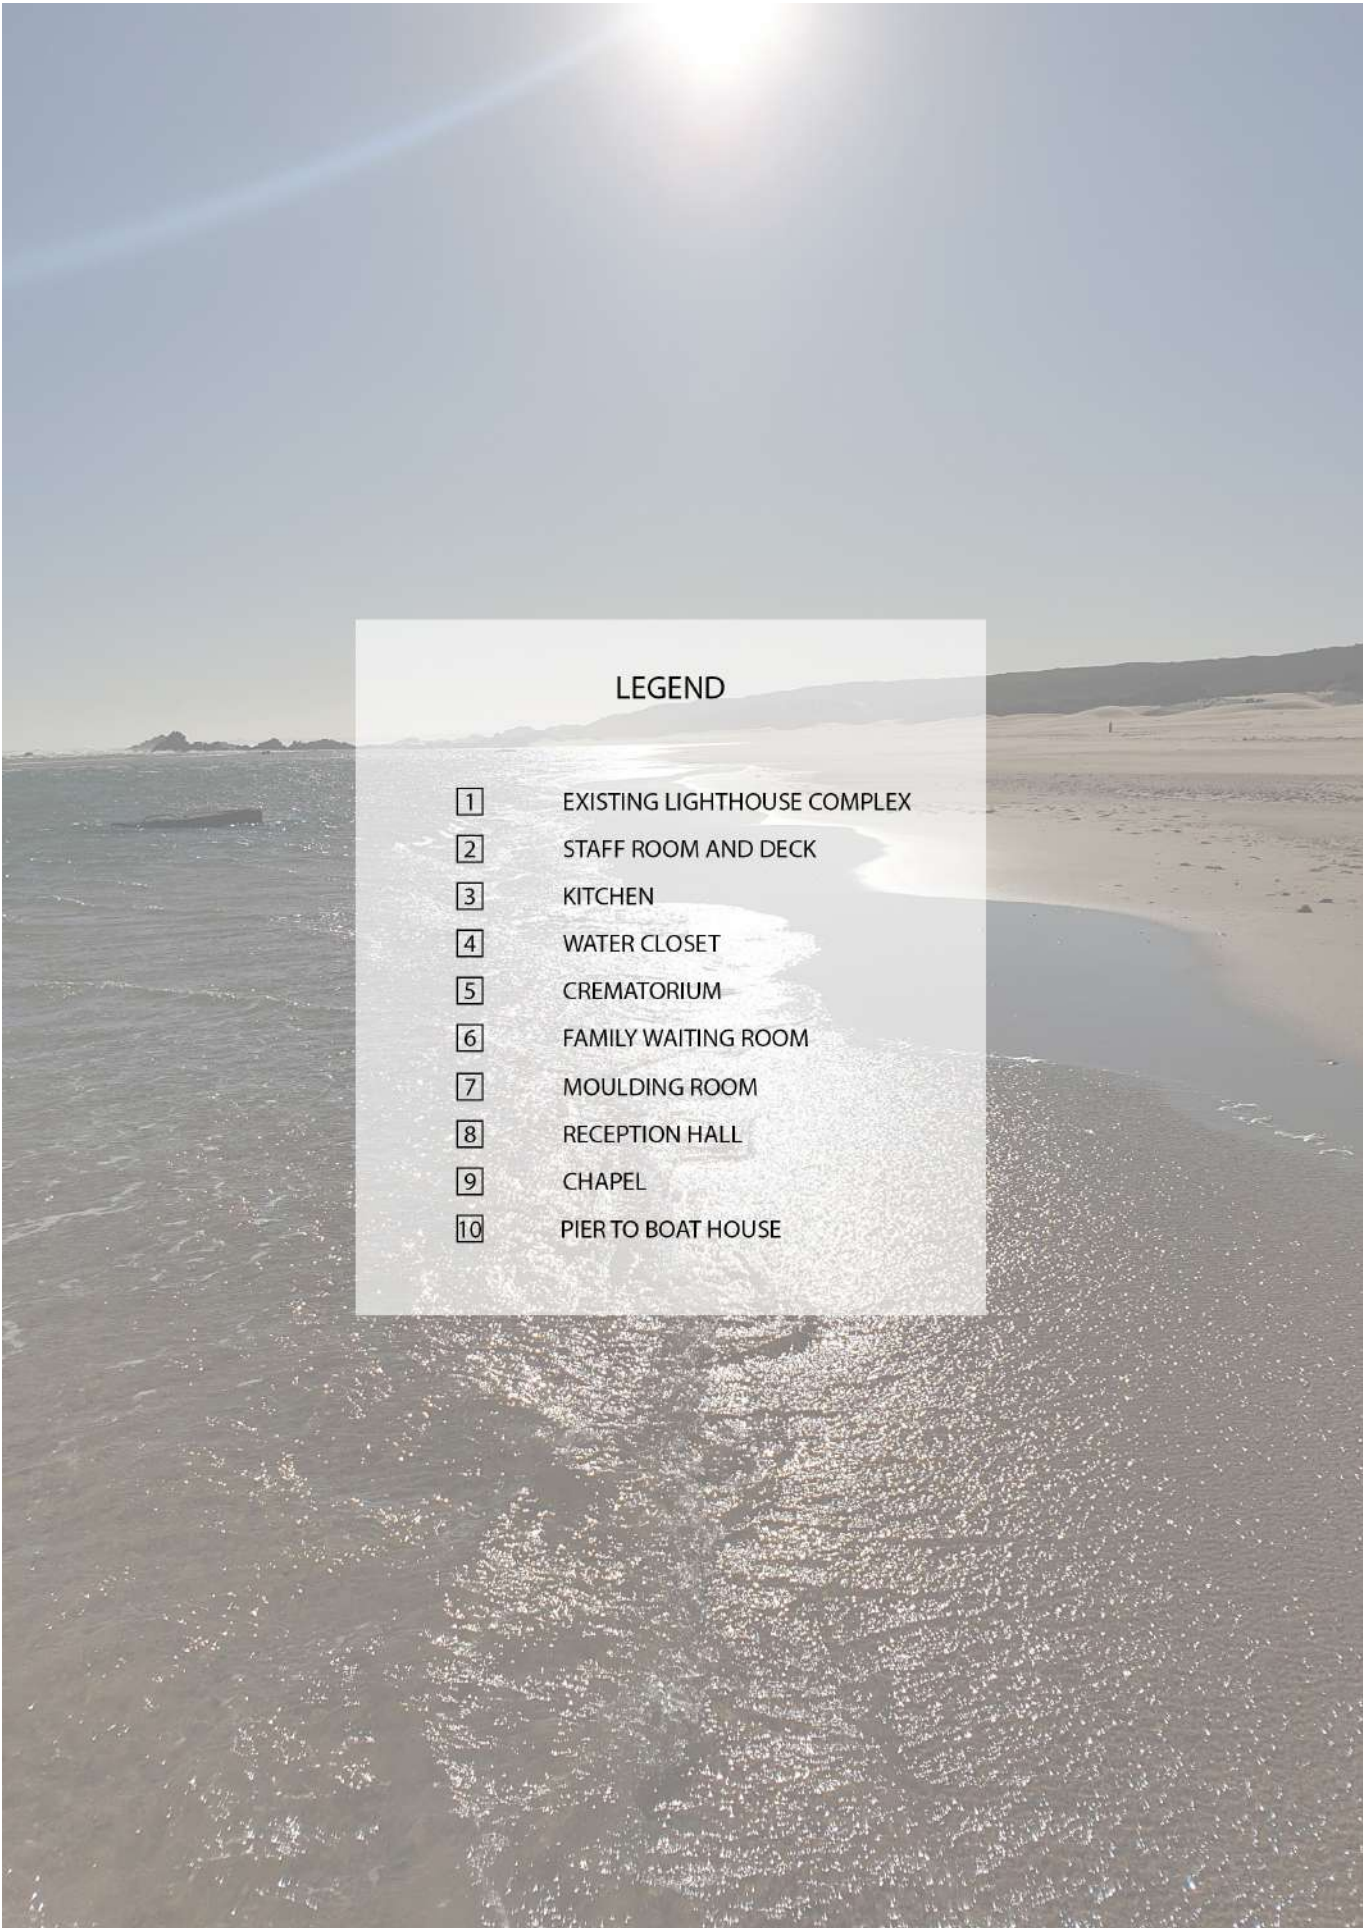 LEGEND
1 EXISTING LIGHTHOUSE COMPLEX
2 STAFF ROOM AND DECK
3 KITCHEN
4 WATER CLOSET
5 CREMATORIUM
6 FAMILY WAITING ROOM
7 MOULDING ROOM
8 RECEPTION HALL
9 CHAPEL
10 PIER TO BOAT HOUSE